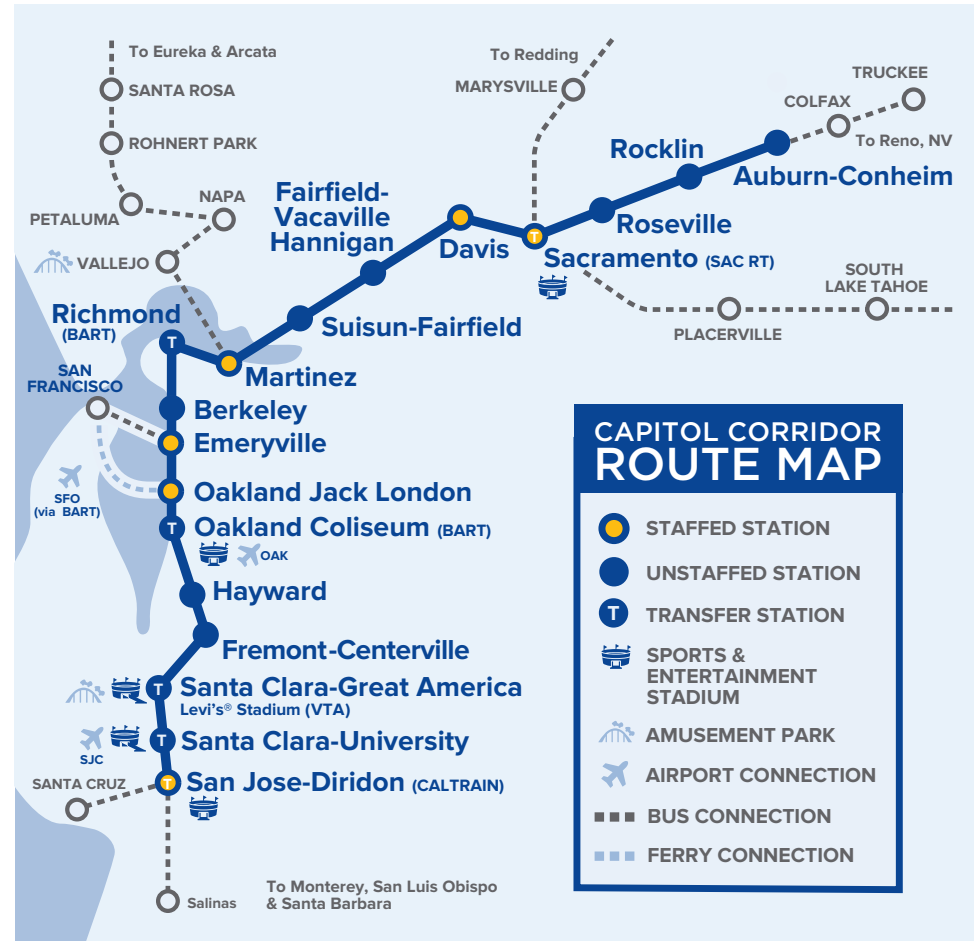 To Eureka & Arcata
SANTA ROSA
ROHNERT PARK
PETALUMA
NAPA
VALLEJO
To Redding
MARYSVILLE
TRUCKEE
COLFAX
To Reno, NV
Rocklin
Auburn-Conheim
Roseville
Fairfield-
Vacaville
Hannigan
Davis
Sacramento (SAC RT)
T
SOUTH
LAKE TAHOE
PLACERVILLE
Suisun-Fairfield
Richmond
(BART)
T
Martinez
SAN
FRANCISCO
Berkeley
Emeryville
SFO
(via BART)
Oakland Jack London
T
Oakland Coliseum (BART)
OAK
Hayward
Fremont-Centerville
T
Santa Clara-Great America
Levi's® Stadium (VTA)
T
Santa Clara-University
SJC
T
San Jose-Diridon (CALTRAIN)
SANTA CRUZ
Salinas
To Monterey, San Luis Obispo
& Santa Barbara
CAPITOL CORRIDOR
ROUTE MAP
STAFFED STATION
UNSTAFFED STATION
T TRANSFER STATION
SPORTS &
ENTERTAINMENT
STADIUM
AMUSEMENT PARK
AIRPORT CONNECTION
BUS CONNECTION
FERRY CONNECTION